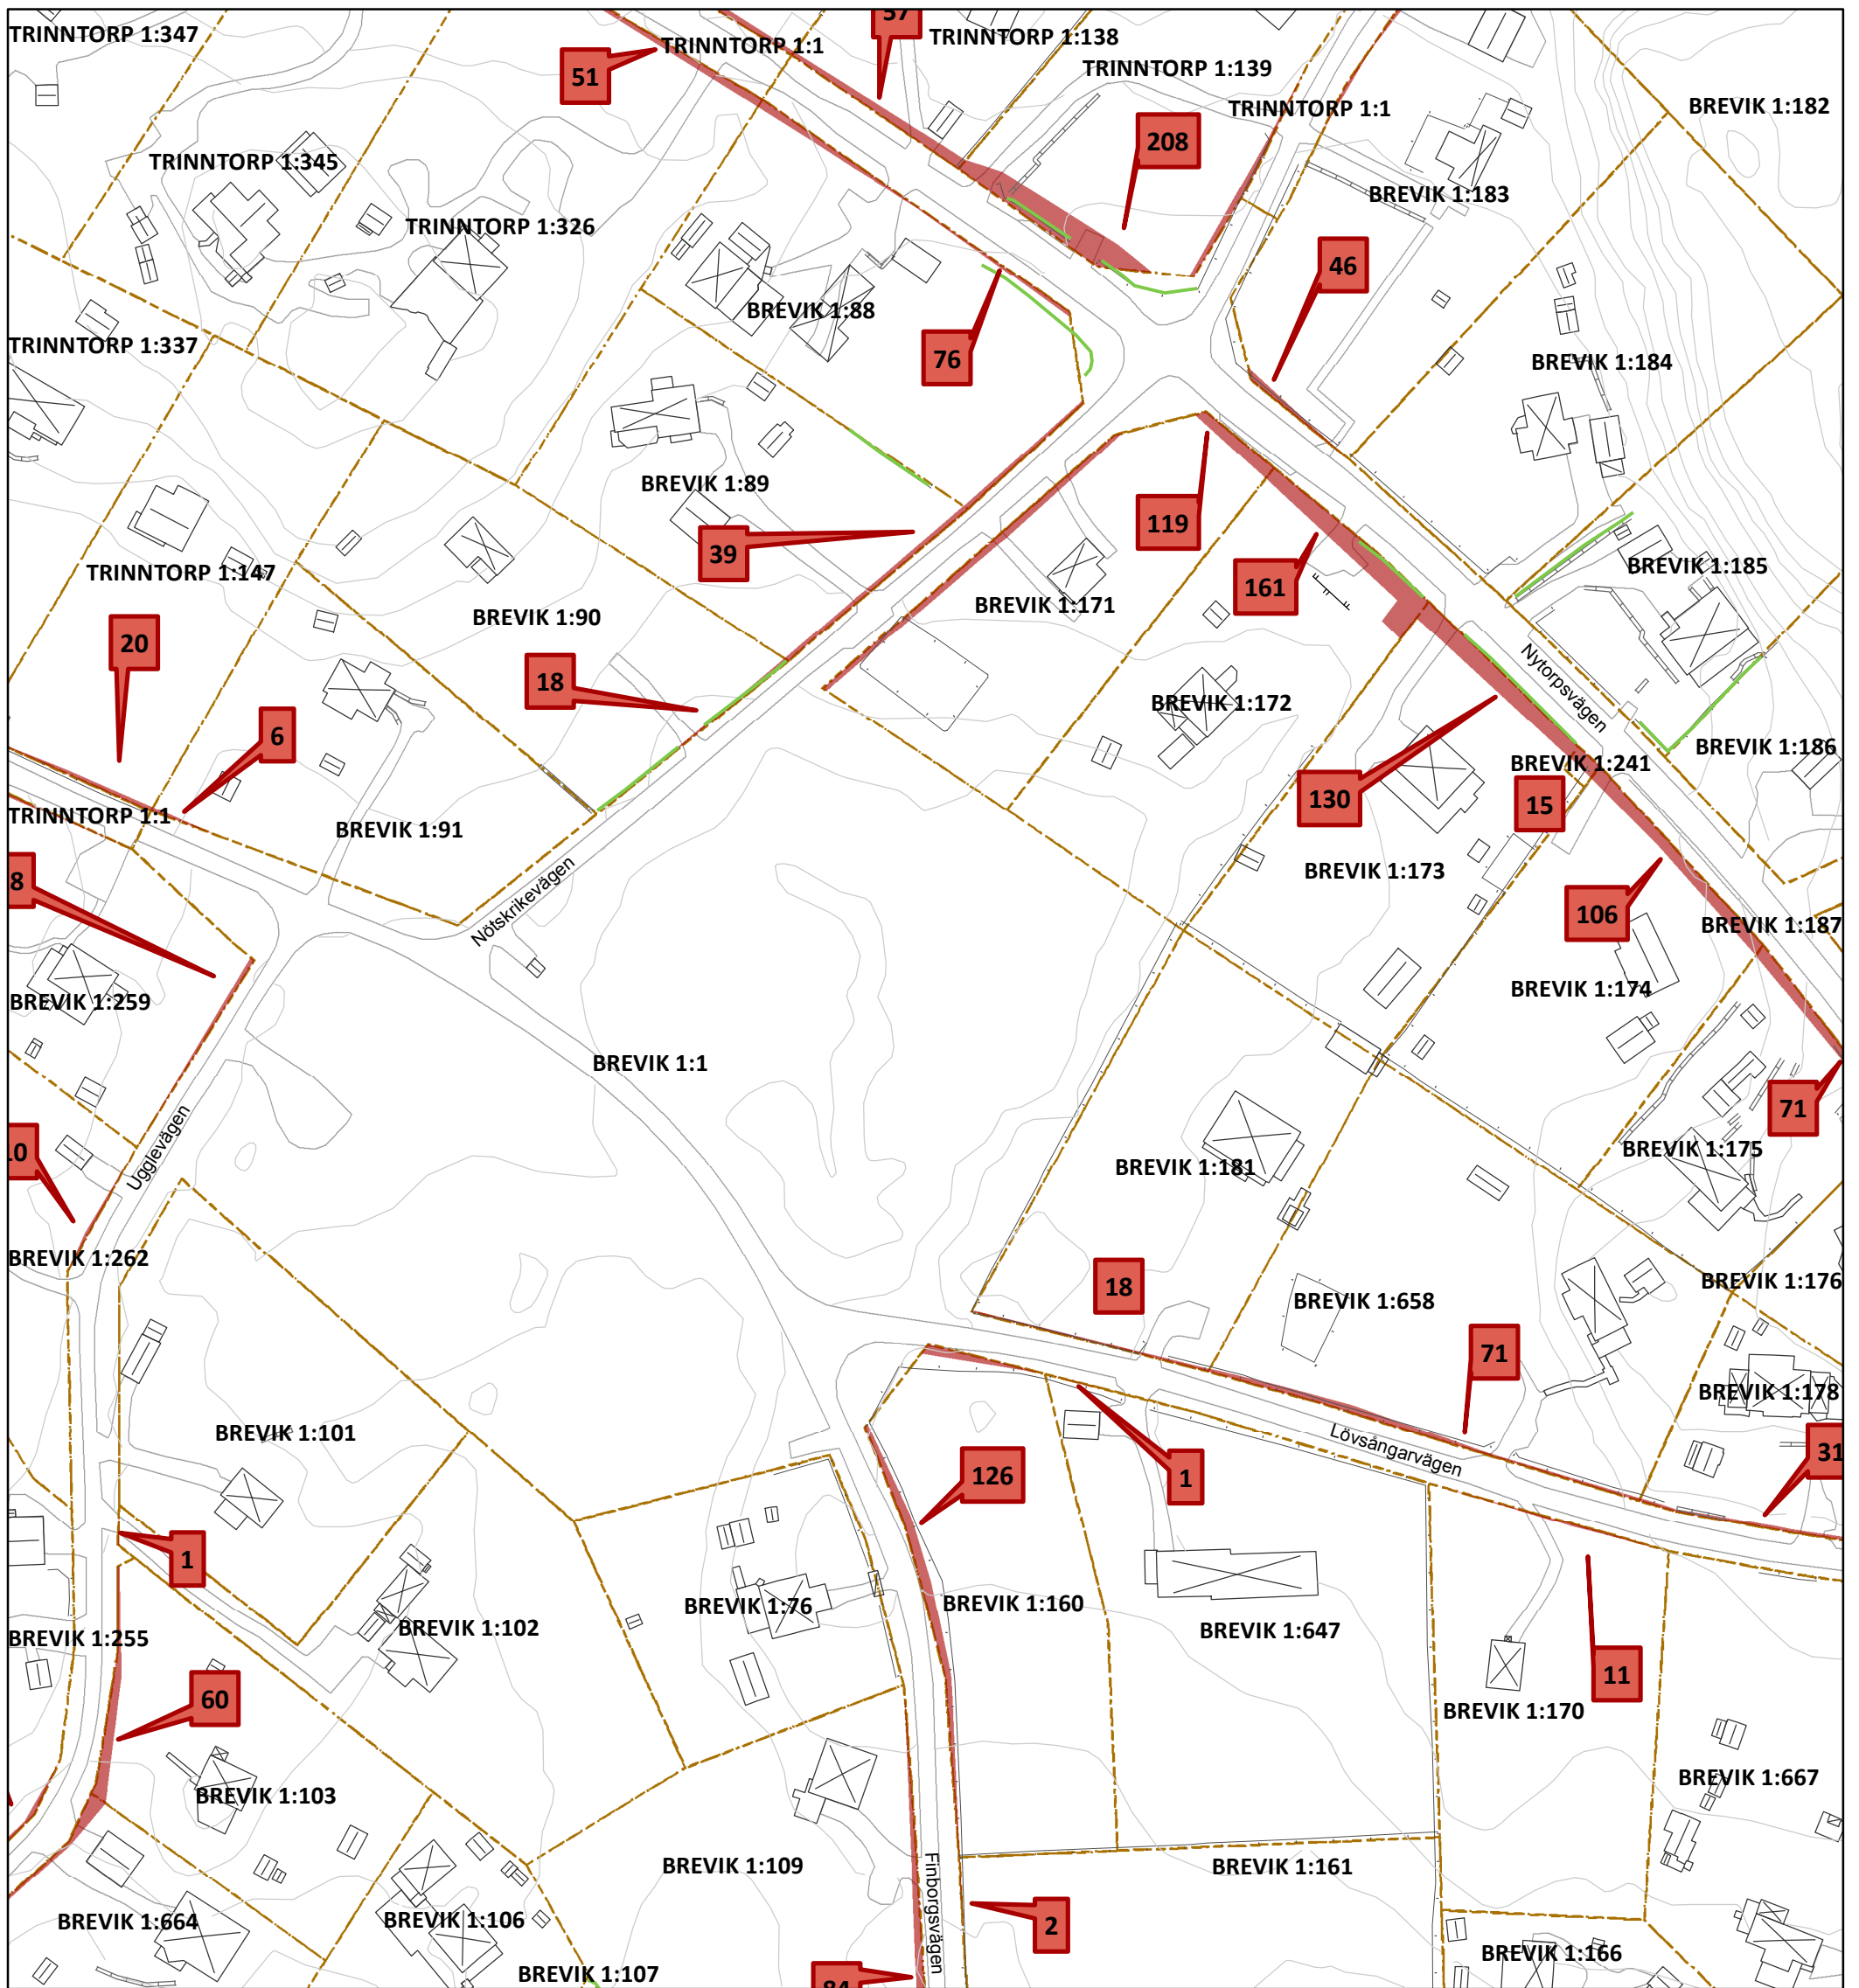 TRINNTORP 1:347
TRINNTORP 1:1
57
TRINNTORP 1:138
51
TRINNTORP 1:139
TRINNTORP 1:1
BREVIK 1:182
208
TRINNTORP 1:345
BREVIK 1:183
TRINNTORP 1:326
46
BREVIK 1:88
TRINNTORP 1:337
76
BREVIK 1:184
BREVIK 1:89
119
39
TRINNTORP 1:147
BREVIK 1:185
161
BREVIK 1:171
BREVIK 1:90
20
18
Nytorpsvägen
BREVIK 1:172
6
BREVIK 1:186
BREVIK 1:241
130
15
TRINNTORP 1:1
BREVIK 1:91
BREVIK 1:173
8
Nötskrikevägen
106
BREVIK 1:187
BREVIK 1:259
BREVIK 1:174
BREVIK 1:1
71
Ugglevägen
10
BREVIK 1:175
BREVIK 1:181
BREVIK 1:262
18
BREVIK 1:176
BREVIK 1:658
71
BREVIK 1:178
BREVIK 1:101
Lövsångarvägen
31
126
1
1
BREVIK 1:76
BREVIK 1:160
BREVIK 1:102
BREVIK 1:647
BREVIK 1:255
11
60
BREVIK 1:170
BREVIK 1:667
BREVIK 1:103
BREVIK 1:109
BREVIK 1:161
Finborgsvägen
BREVIK 1:664
BREVIK 1:106
2
BREVIK 1:166
BREVIK 1:107
84